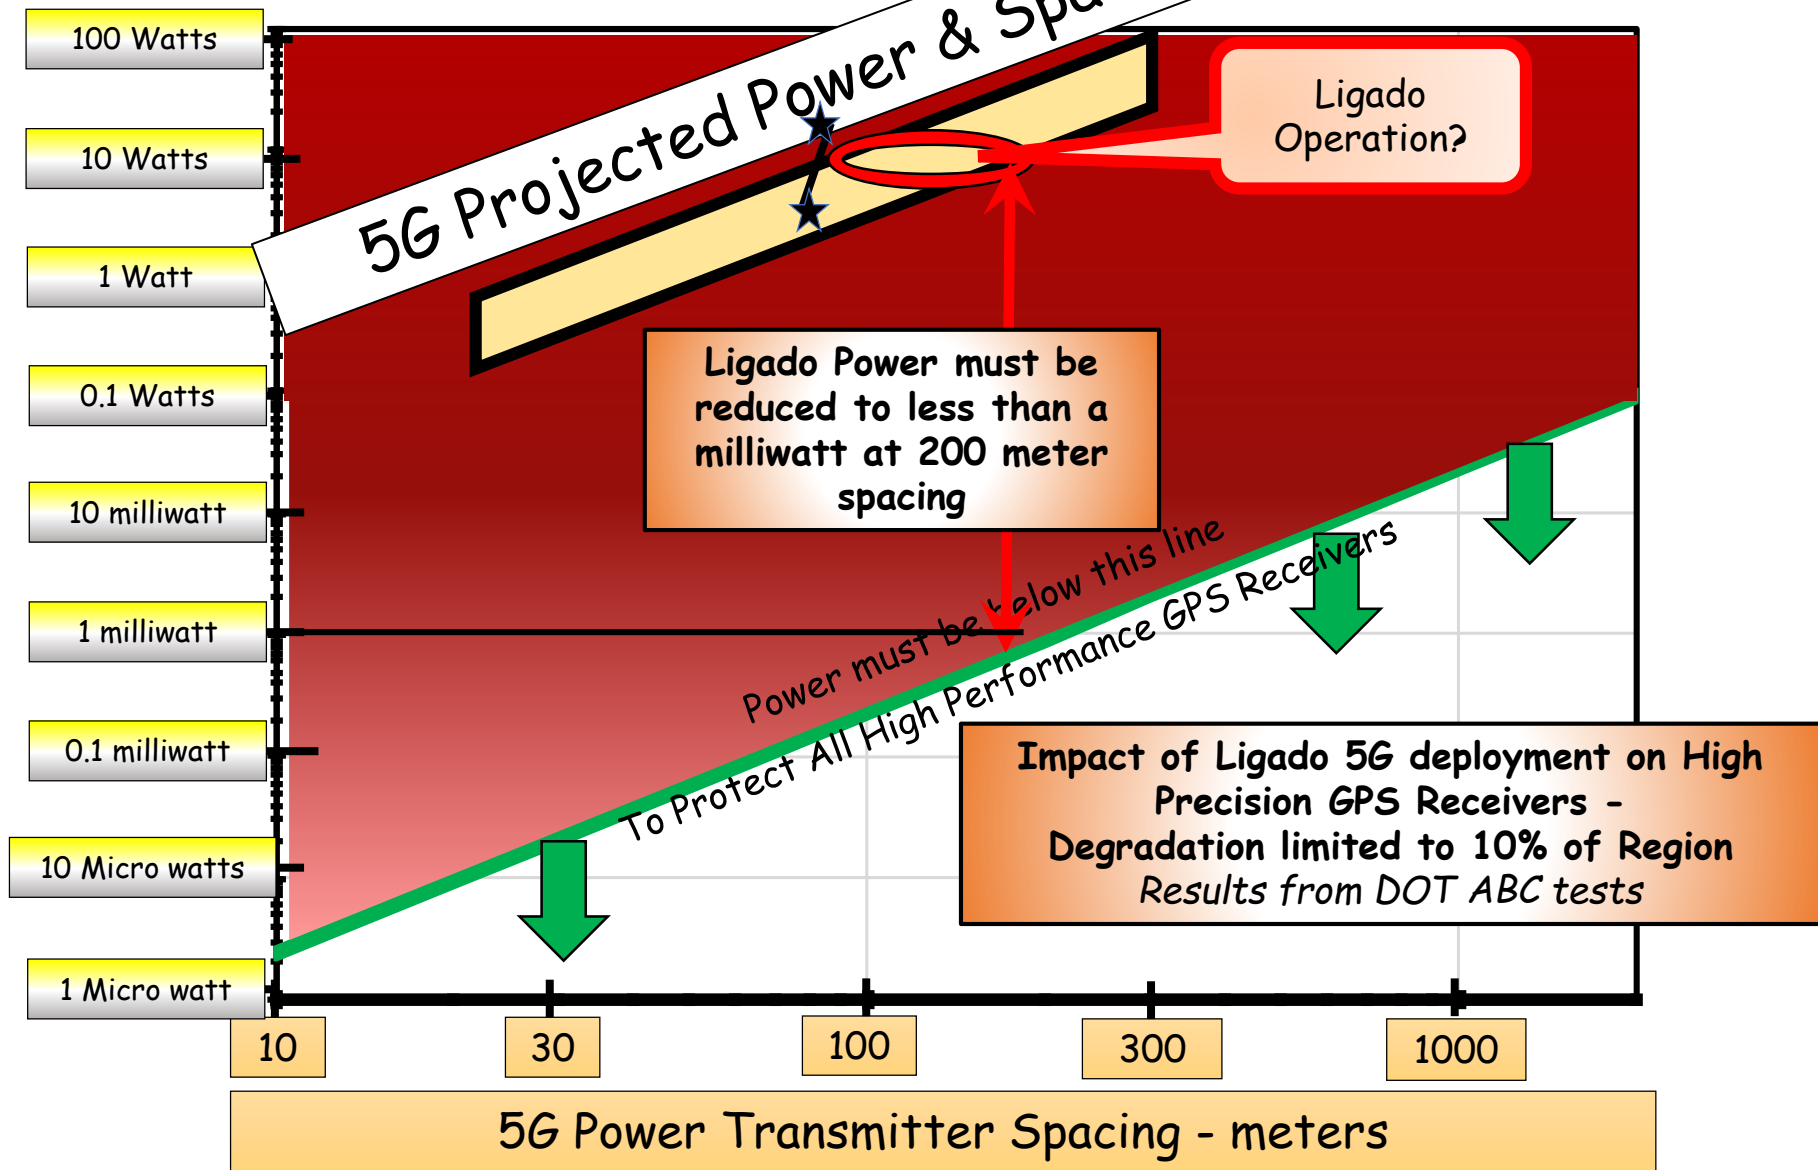 100 Watts
10 Watts
1 Watt
0.1 Watts
10 milliwatt
1 milliwatt
0.1 milliwatt
10 Micro watts
1 Micro watt
5G Projected Power &
Ligado
Operation?
Ligado Power must be
reduced to less than a
milliwatt at 200 meter
spacing
Power must be below this line
To Protect All High Performance GPS Receivers
Impact of Ligado 5G deployment on High
Precision GPS Receivers -
Degradation limited to 10% of Region
Results from DOT ABC tests
10
30
100
300
1000
5G Power Transmitter Spacing - meters